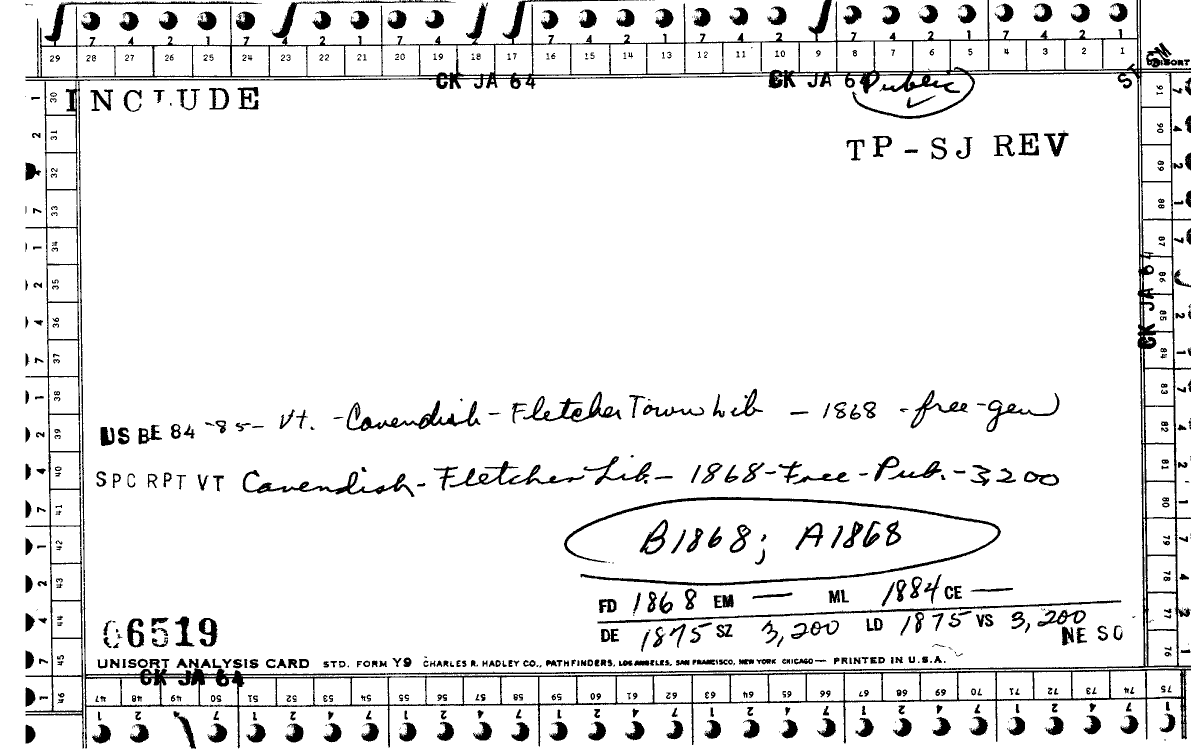 7 4 2 1 7 4 2 1 7 4 2 1 7 4 2 1 7 4 2 1
29 28 27 26 25 24 23 22 21 20 19 18 17 16 15 14 13 12 11 10 9 8 7 6 5 4 3 2 1
CK JA 64 CK JA 64 Public
INCLUDE
TP-SJ REV
US BE 84-85- Vt. -Cavendish- Fletcher Town Lib - 1868 -free-gen
SPC RPT VT Cavendish- Fletcher Lib.- 1868-Free-Pub.-3,200
B1868; A1868
FD 1868 EM — ML 1884 CE —
DE 1875 SZ 3,200 LD 1875 VS 3,200
NE SO
06519
UNISORT ANALYSIS CARD STD. FORM Y9 CHARLES R. HADLEY CO., PATHFINDERS, LOS ANGELES, SAN FRANCISCO, NEW YORK CHICAGO— PRINTED IN U.S.A.
CK JA 64
CK JA 64
30 31 32 33 34 35 36 37 38 39 40 41 42 43 44 45 46
47 48 49 50 51 52 53 54 55 56 57 58 59 60 61 62 63 64 65 66 67 68 69 70 71 72 73 74 75
91 90 89 88 87 86 85 84 83 82 81 80 79 78 77 76